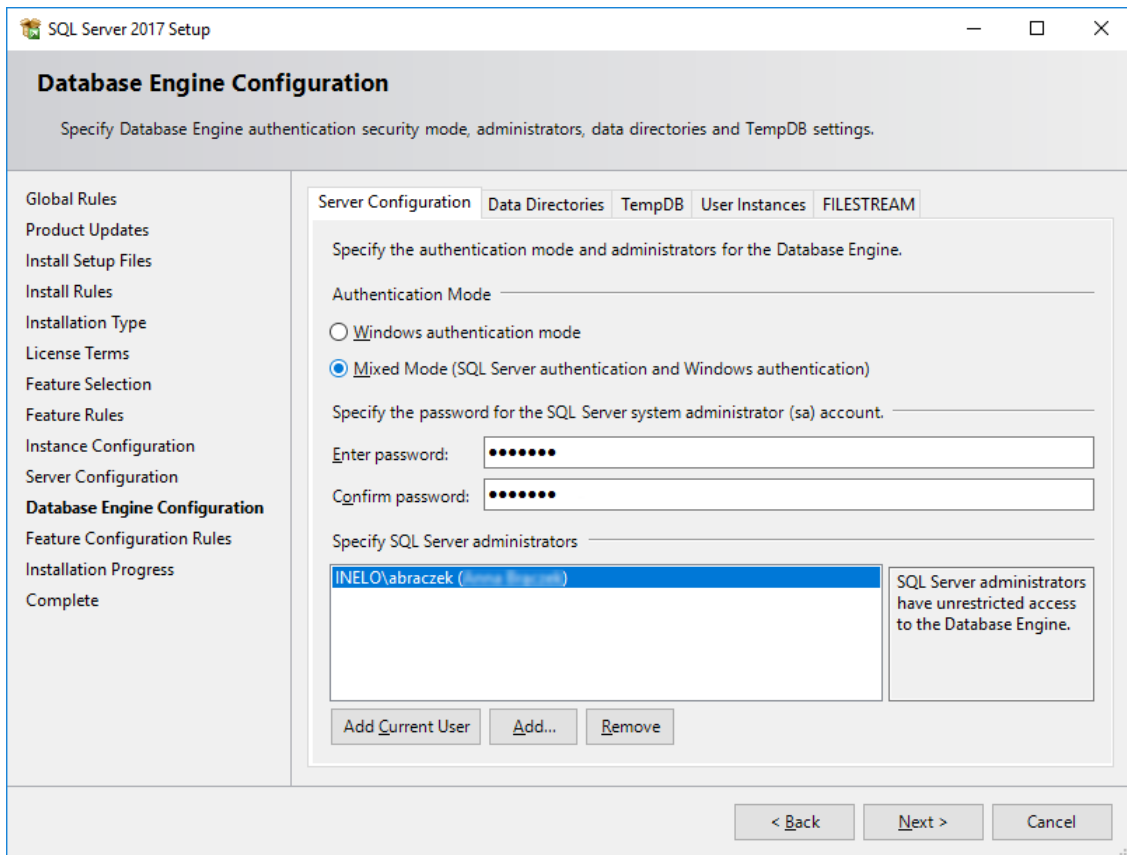 SQL Server 2017 Setup
Database Engine Configuration
Specify Database Engine authentication security mode, administrators, data directories and TempDB settings.
Global Rules
Product Updates
Install Setup Files
Install Rules
Installation Type
License Terms
Feature Selection
Feature Rules
Instance Configuration
Server Configuration
Database Engine Configuration
Feature Configuration Rules
Installation Progress
Complete
Server Configuration Data Directories TempDB User Instances FILESTREAM
Specify the authentication mode and administrators for the Database Engine.
Authentication Mode
Windows authentication mode
Mixed Mode (SQL Server authentication and Windows authentication)
Specify the password for the SQL Server system administrator (sa) account.
Enter password: •••••••
Confirm password: •••••••
Specify SQL Server administrators
INELO\abraczek ()
SQL Server administrators
have unrestricted access
to the Database Engine.
Add Current User Add... Remove
< Back Next > Cancel